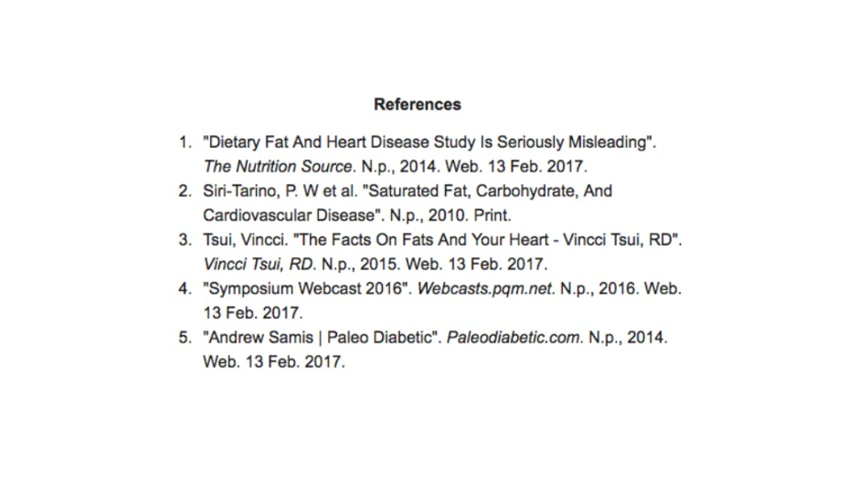 References
1. "Dietary Fat And Heart Disease Study Is Seriously Misleading".
The Nutrition Source. N.p., 2014. Web. 13 Feb. 2017.
2. Siri-Tarino, P. W et al. "Saturated Fat, Carbohydrate, And
Cardiovascular Disease". N.p., 2010. Print.
3. Tsui, Vincci. "The Facts On Fats And Your Heart - Vincci Tsui, RD".
Vincci Tsui, RD. N.p., 2015. Web. 13 Feb. 2017.
4. "Symposium Webcast 2016". Webcasts.pqm.net. N.p., 2016. Web.
13 Feb. 2017.
5. "Andrew Samis | Paleo Diabetic". Paleodiabetic.com. N.p., 2014.
Web. 13 Feb. 2017.